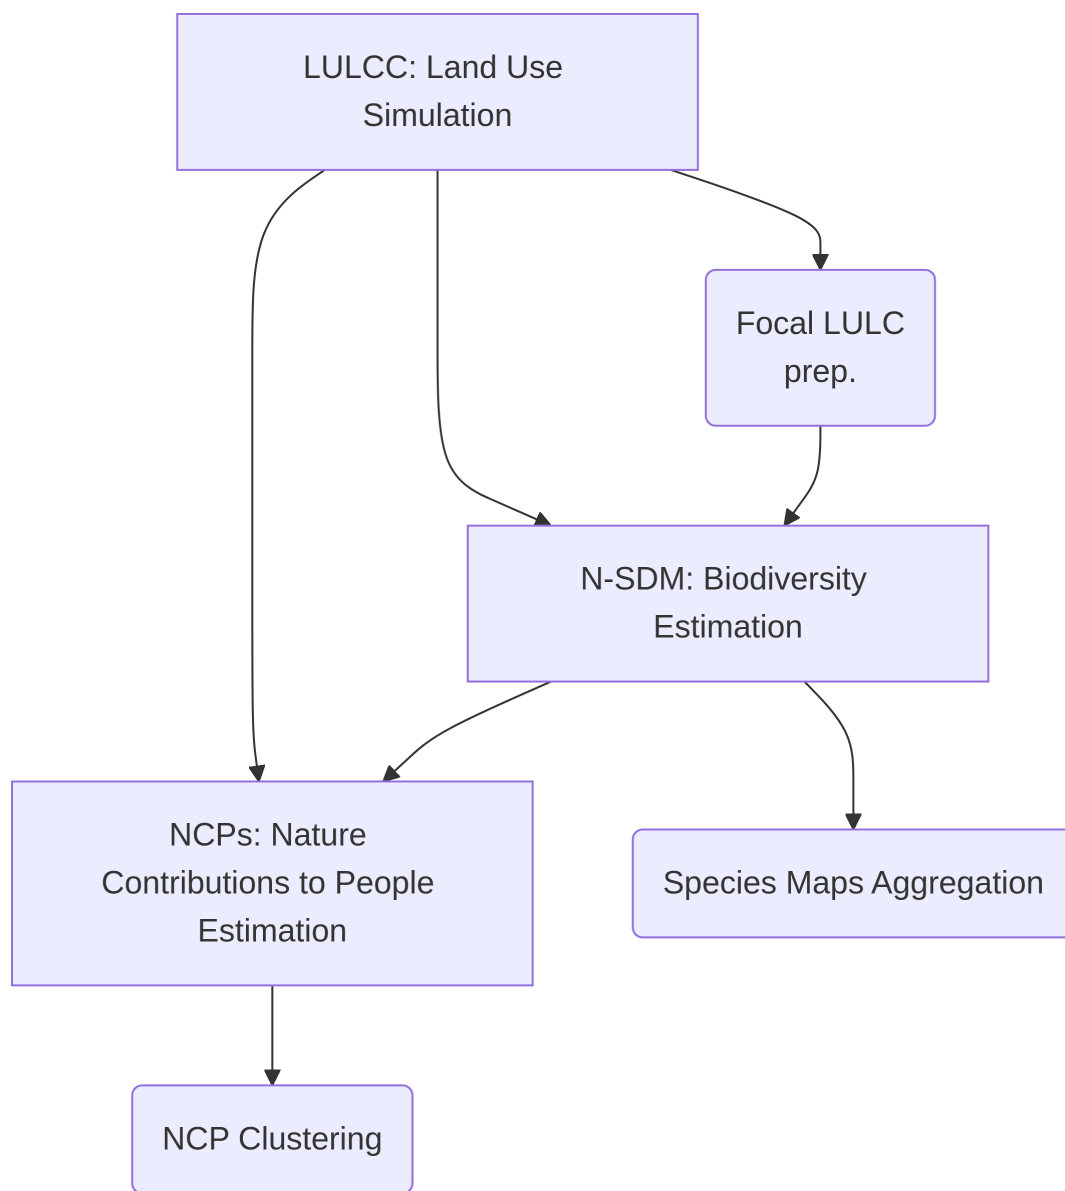 LULCC: Land Use
Simulation
Focal LULC
prep.
N-SDM: Biodiversity
Estimation
NCPs: Nature
Contributions to People
Estimation
Species Maps Aggregation
NCP Clustering